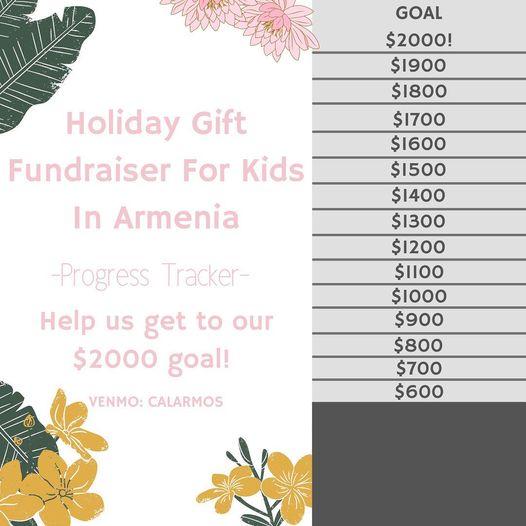 Holiday Gift
Fundraiser For Kids
In Armenia
-Progress Tracker-
Help us get to our
$2000 goal!
VENMO: CALARMOS
GOAL
$2000!
$1900
$1800
$1700
$1600
$1500
$1400
$1300
$1200
$1100
$1000
$900
$800
$700
$600